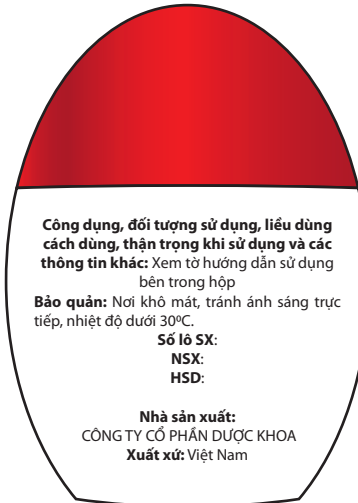 Công dụng, đối tượng sử dụng, liều dùng
cách dùng, thận trọng khi sử dụng và các
thông tin khác: Xem tờ hướng dẫn sử dụng
bên trong hộp
Bảo quản: Nơi khô mát, tránh ánh sáng trực
tiếp, nhiệt độ dưới 30ºC.
Số lô SX:
NSX:
HSD:
Nhà sản xuất:
CÔNG TY CỔ PHẦN DƯỢC KHOA
Xuất xứ: Việt Nam